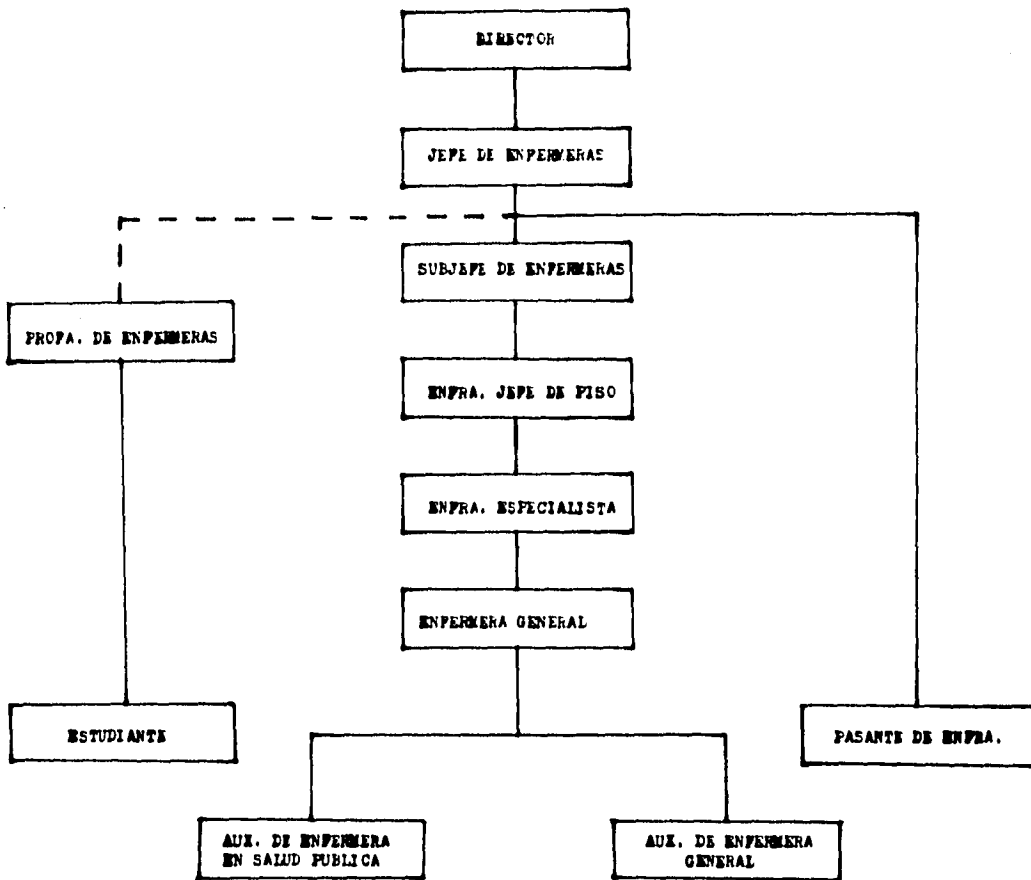 DIRECTOR
JEFE DE ENFERMERAS
SUBJEFE DE ENFERMERAS
PROFA. DE ENFERMERAS
ENFRA. JEFE DE PISO
ENFRA. ESPECIALISTA
ENFERMERA GENERAL
ESTUDIANTE
PASANTE DE ENFRA.
AUX. DE ENFERMERA
EN SALUD PUBLICA
AUX. DE ENFERMERA
GENERAL